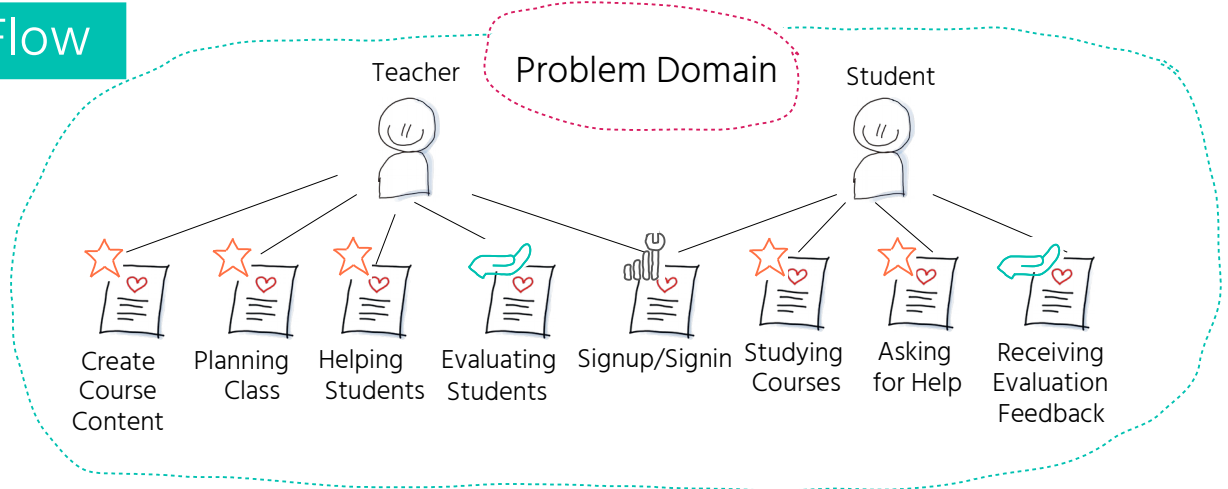 Flow
Problem Domain
Teacher
Student
Create
Course
Content
Planning
Class
Helping
Students
Evaluating
Students
Signup/Signin
Studying
Courses
Asking
for Help
Receiving
Evaluation
Feedback